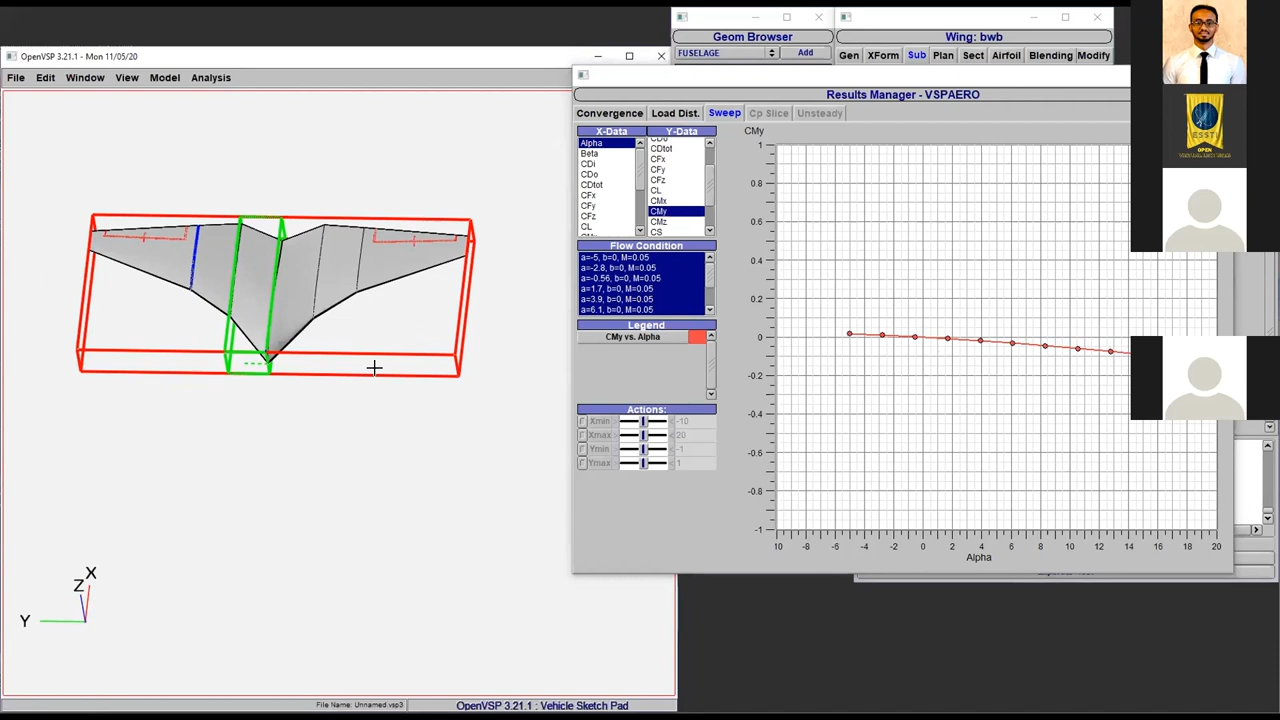 OpenVSP 3.21.1 - Mon 11/05/20
File Edit Window View Model Analysis
Geom Browser
FUSELAGE Add
Wing: bwb
Gen XForm Sub Plan Sect Airfoil Blending Modify
Results Manager - VSPAERO
Convergence Load Dist. Sweep Cp Slice Unsteady
X-Data Y-Data
Alpha
Beta
CDi
CDo
CDtot
CFx
CFy
CFz
CL
CDtot
CFx
CFy
CFz
CL
CMx
CMy
CMz
CS
Flow Condition
a=-5, b=0, M=0.05
a=-2.8, b=0, M=0.05
a=-0.56, b=0, M=0.05
a=1.7, b=0, M=0.05
a=3.9, b=0, M=0.05
a=6.1, b=0, M=0.05
Legend
CMy vs. Alpha
Actions:
Xmin > < -10
Xmax > < 20
Ymin > < -1
Ymax > < 1
CMy
1
0.8
0.6
0.4
0.2
0
-0.2
-0.4
-0.6
-0.8
-1
10 -8 -6 -4 -2 0 2 4 6 8 10 12 14 16 18 20
Alpha
ESSTI
OPEN
X
Z
Y
File Name: Unnamed.vsp3
OpenVSP 3.21.1 : Vehicle Sketch Pad